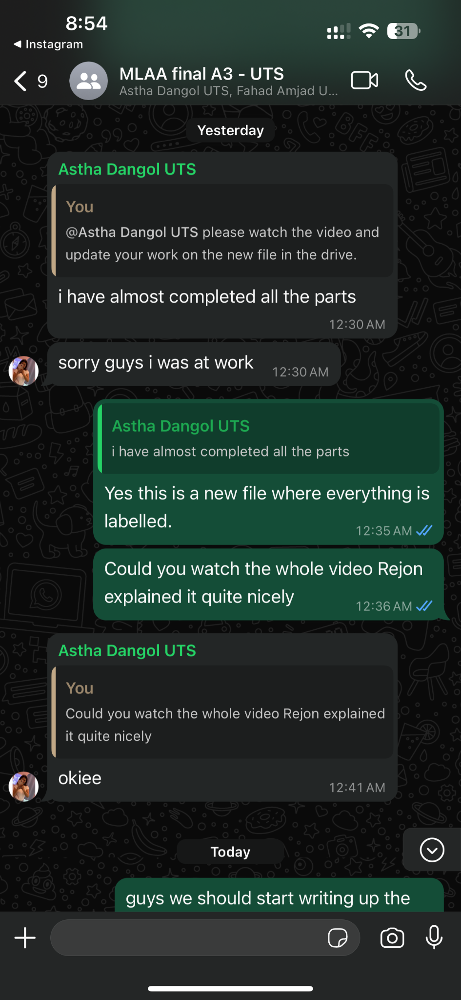 8:54
31
◀ Instagram
9
MLAA final A3 - UTS
Astha Dangol UTS, Fahad Amjad U...
Yesterday
Astha Dangol UTS
You
@Astha Dangol UTS please watch the video and
update your work on the new file in the drive.
i have almost completed all the parts
12:30 AM
sorry guys i was at work
12:30 AM
Astha Dangol UTS
i have almost completed all the parts
Yes this is a new file where everything is
labelled.
12:35 AM
Could you watch the whole video Rejon
explained it quite nicely
12:36 AM
Astha Dangol UTS
You
Could you watch the whole video Rejon explained
it quite nicely
okiee
12:41 AM
Today
guys we should start writing up the